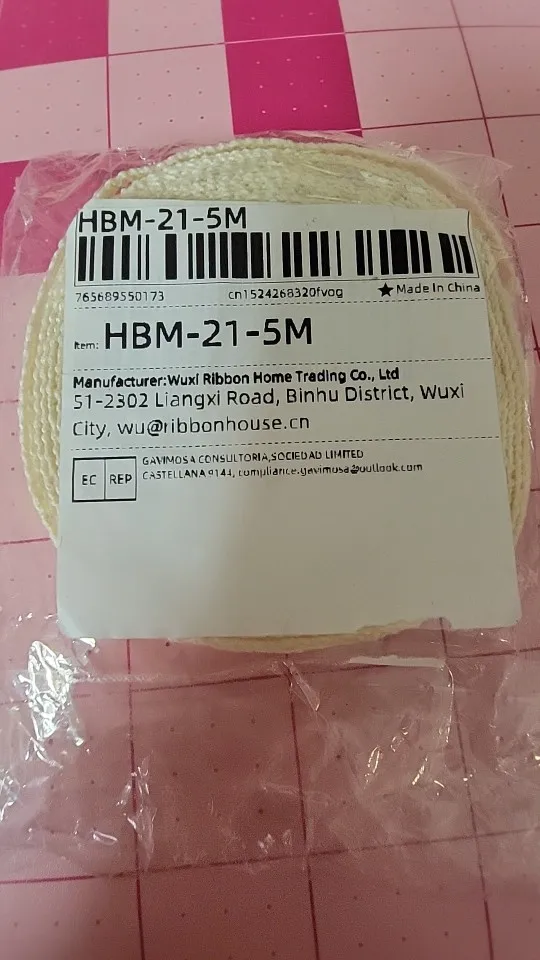 HBM-21-5M
765689550173 cn1524268320fvog ★ Made In China
Item: HBM-21-5M
Manufacturer:Wuxi Ribbon Home Trading Co., Ltd
51-2302 Liangxi Road, Binhu District, Wuxi
City, wu@ribbonhouse.cn
EC REP
GAVIMOSA CONSULTORIA,SOCIEDAD LIMITED
CASTELLANA 9144, compliance.gavimosa@outlook.com